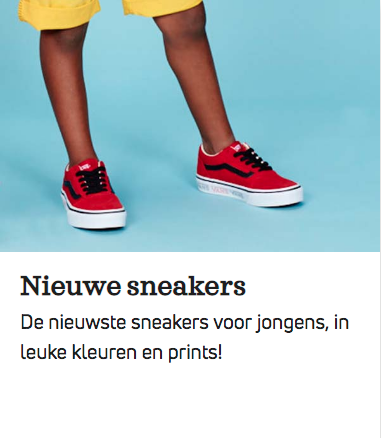 Nieuwe sneakers
De nieuwste sneakers voor jongens, in
leuke kleuren en prints!